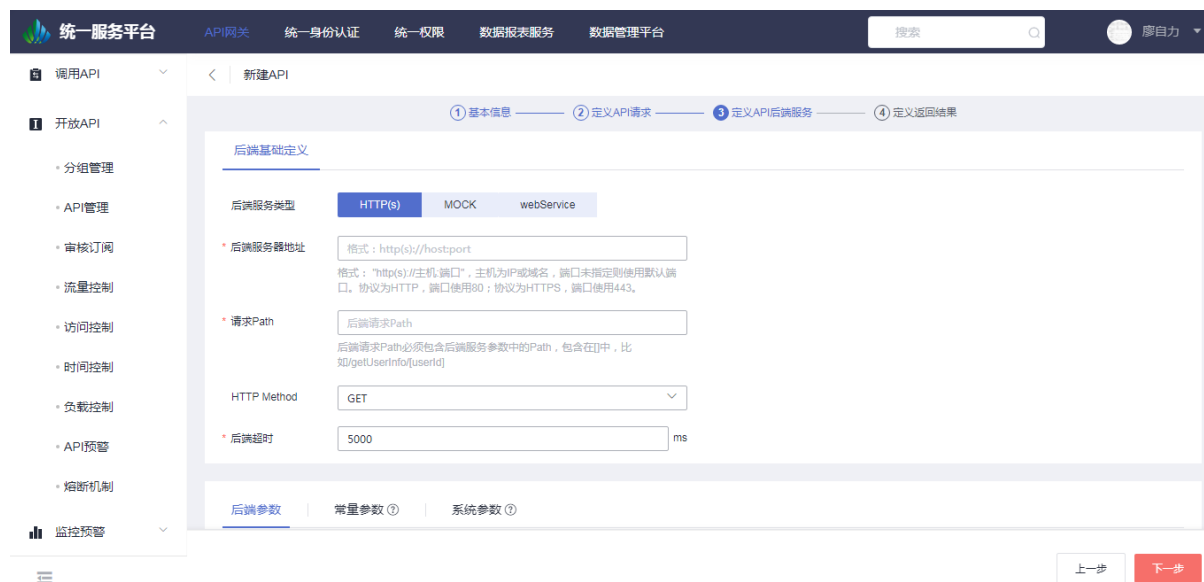 统一服务平台 API网关 统一身份认证 统一权限 数据报表服务 数据管理平台 搜索 廖自力
调用API
新建API
1 基本信息 2 定义API请求 3 定义API后端服务 4 定义返回结果
开放API
后端基础定义
分组管理
API管理
后端服务类型 HTTP(s) MOCK webService
审核订阅
* 后端服务器地址 格式：http(s)://host:port
格式： "http(s)://主机:端口"，主机为IP或域名，端口未指定则使用默认端
口。协议为HTTP，端口使用80；协议为HTTPS，端口使用443。
流量控制
访问控制
* 请求Path 后端请求Path
后端请求Path必须包含后端服务参数中的Path，包含在[]中，比
如/getUserInfo/[userId]
时间控制
HTTP Method GET
负载控制
* 后端超时 5000 ms
API预警
熔断机制
后端参数 常量参数 ? 系统参数 ?
监控预警
上一步 下一步